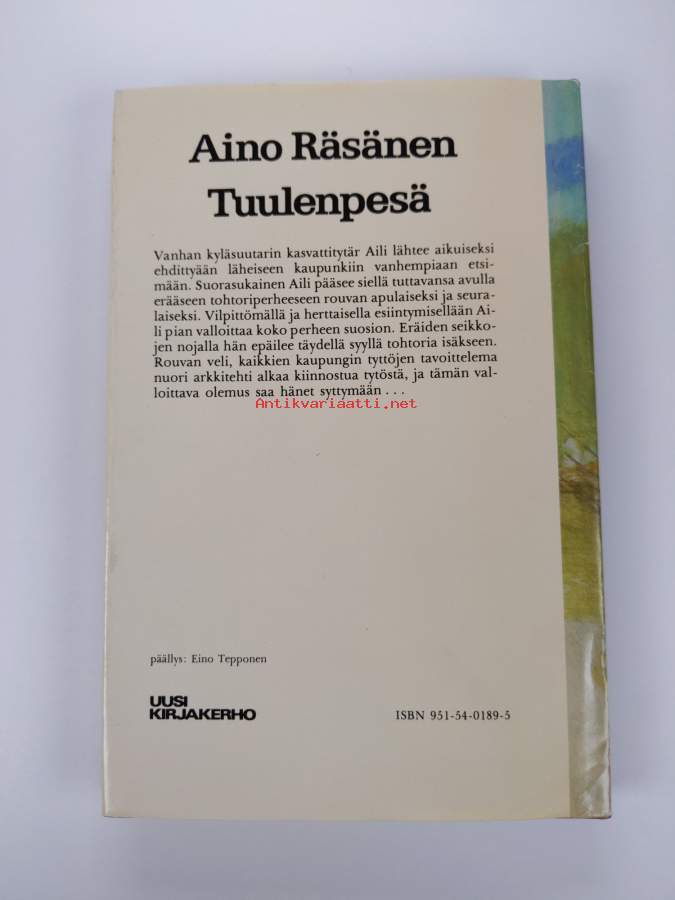 Aino Räsänen
Tuulenpesä
Vanhan kyläsuutarin kasvattitytär Aili lähtee aikuiseksi
ehdittyään läheiseen kaupunkiin vanhempiaan etsi-
mään. Suorasukainen Aili pääsee siellä tuttavansa avulla
erääseen tohtoriperheeseen rouvan apulaiseksi ja seura-
laiseksi. Vilpittömällä ja herttaisella esiintymisellään Ai-
li pian valloittaa koko perheen suosion. Eräiden seikko-
jen nojalla hän epäilee täydellä syyllä tohtoria isäkseen.
Rouvan veli, kaikkien kaupungin tyttöjen tavoittelema
nuori arkkitehti alkaa kiinnostua tytöstä, ja tämän val-
loittava olemus saa hänet syttymään . . .
Antikvariaatti.net
päällys: Eino Tepponen
UUSI
KIRJAKERHO
ISBN 951-54-0189-5